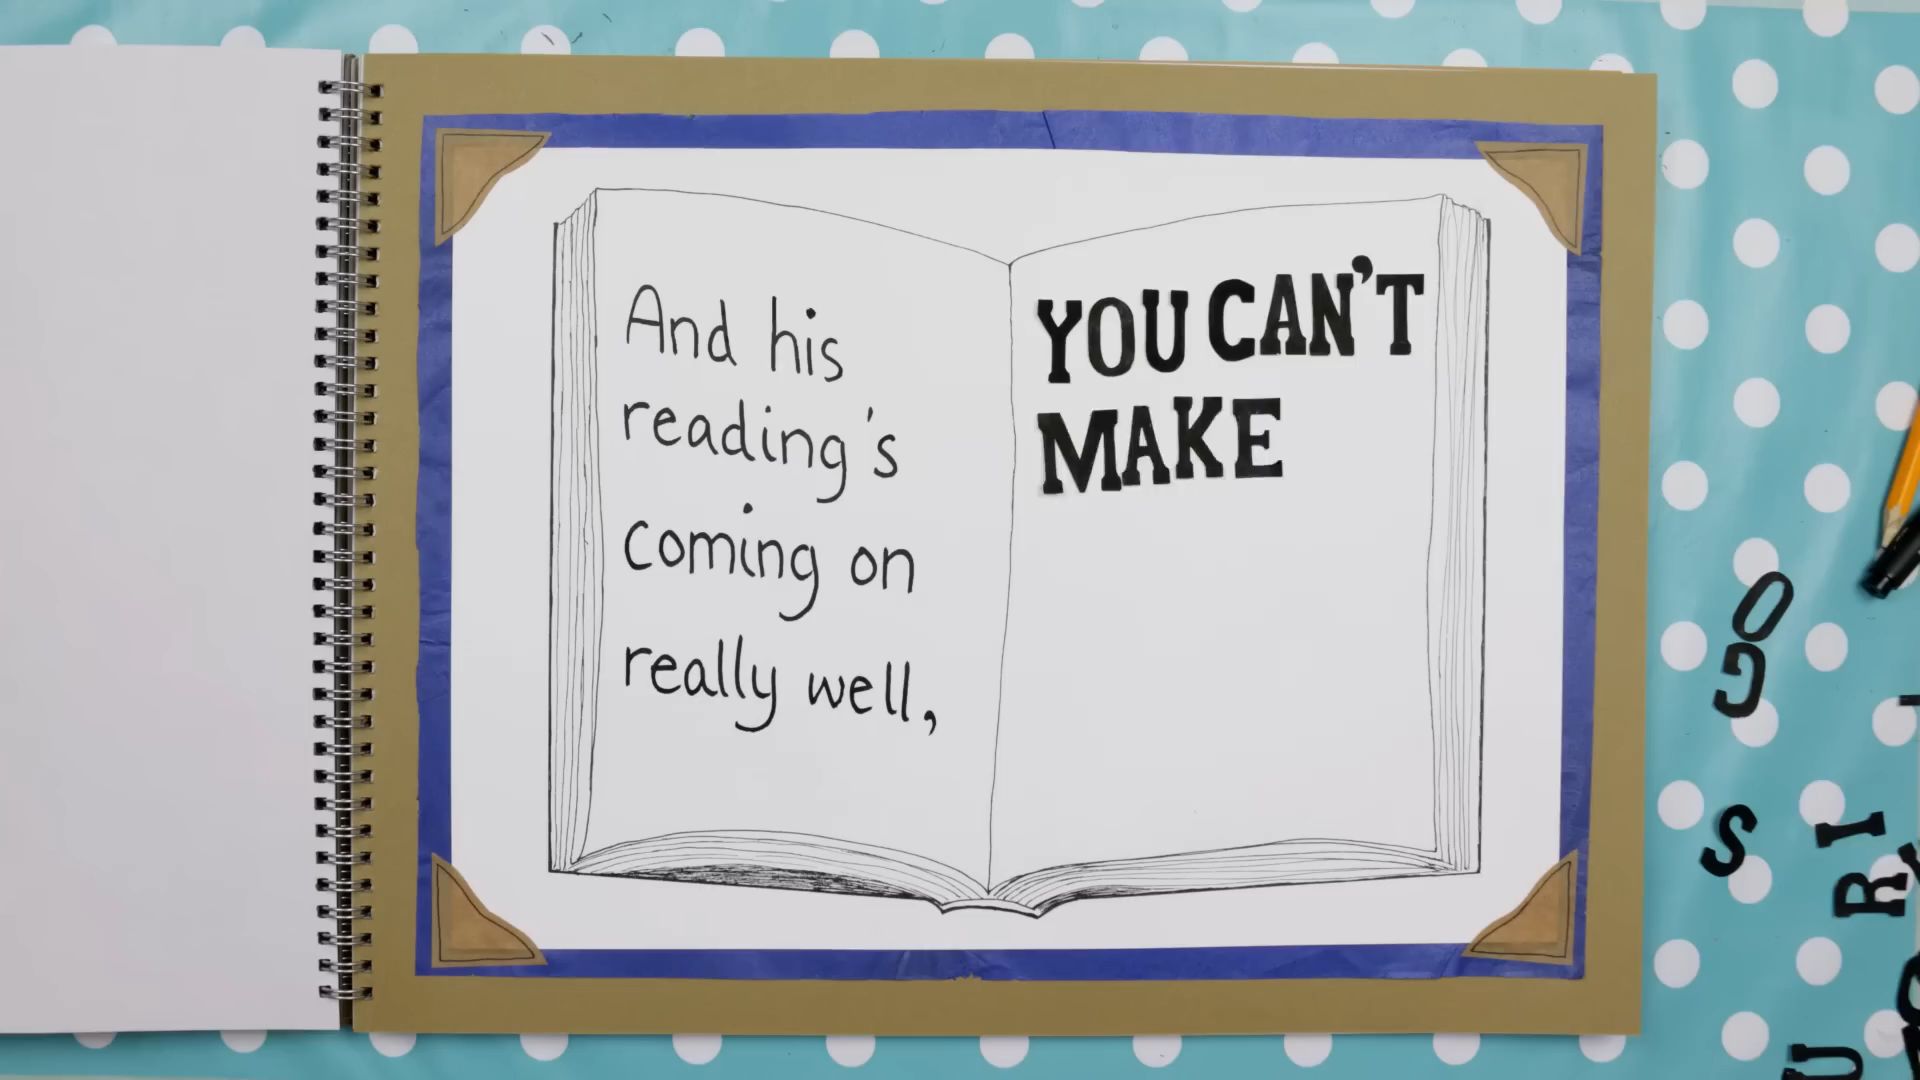 And his
reading's
coming on
really well,
YOU CAN'T
MAKE
O
G
S
I
R
U